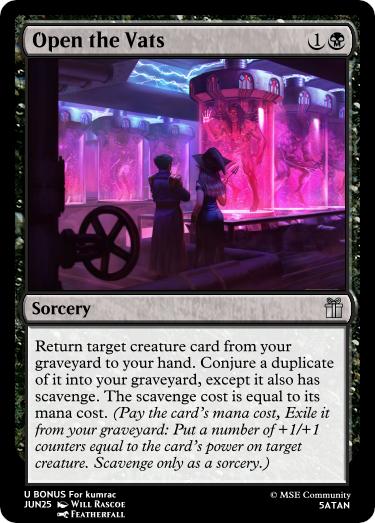 Open the Vats 1
Sorcery
Return target creature card from your
graveyard to your hand. Conjure a duplicate
of it into your graveyard, except it also has
scavenge. The scavenge cost is equal to its
mana cost. (Pay the card's mana cost, Exile it
from your graveyard: Put a number of +1/+1
counters equal to the card's power on target
creature. Scavenge only as a sorcery.)
U BONUS For kumrac © MSE Community
JUN25 Will Rascoe 5ATAN
Featherfall